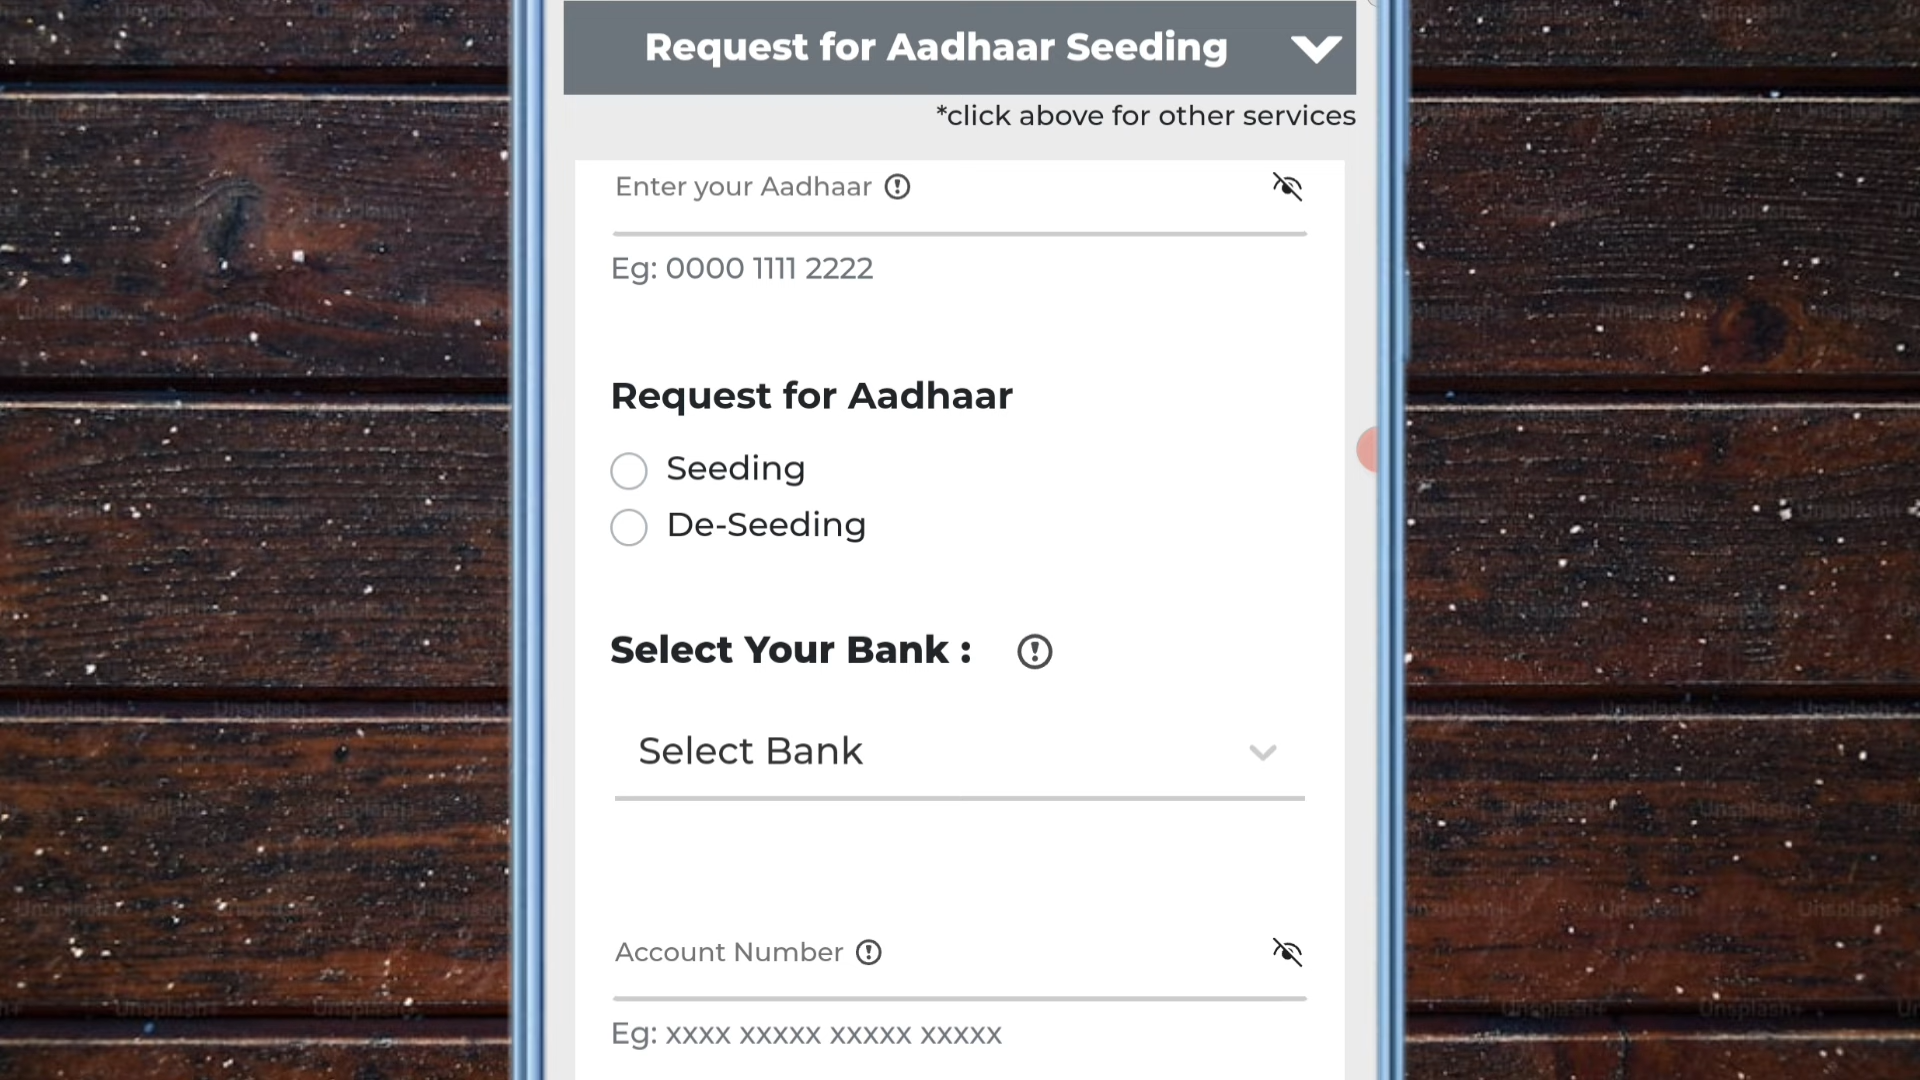 Request for Aadhaar Seeding
*click above for other services
Enter your Aadhaar
Eg: 0000 1111 2222
Request for Aadhaar
Seeding
De-Seeding
Select Your Bank :
Select Bank
Account Number
Eg: xxxx xxxxx xxxxx xxxxx